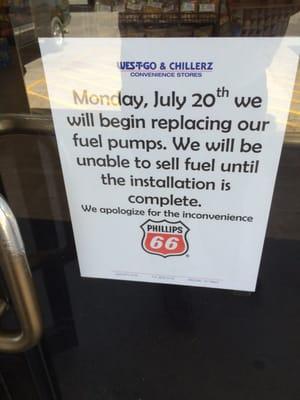 WEST-GO & CHILLERZ
CONVENIENCE STORES
Monday, July 20th we
will begin replacing our
fuel pumps. We will be
unable to sell fuel until
the installation is
complete.
We apologize for the inconvenience
PHILLIPS
66